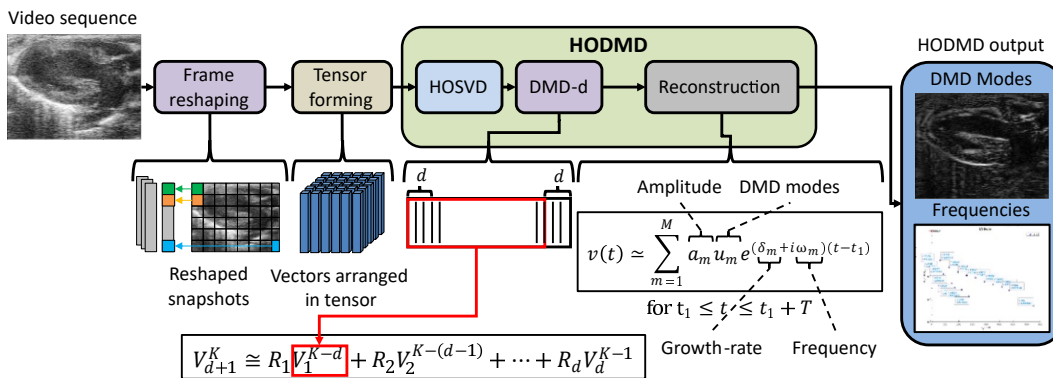 Video sequence
Frame
reshaping
Tensor
forming
HODMD
HOSVD
DMD-d
Reconstruction
HODMD output
DMD Modes
Frequencies
d
d
Reshaped
snapshots
Vectors arranged
in tensor
Amplitude
DMD modes
v(t) ≃ \sum_{m=1}^{M} a_m u_m e^{(δ_m+iω_m)(t−t_1)}
for t_1 ≤ t ≤ t_1 + T
Growth-rate
Frequency
V_{d+1}^{K} ≅ R_1 V_1^{K−d} + R_2 V_2^{K−(d−1)} + ⋯ + R_d V_d^{K−1}